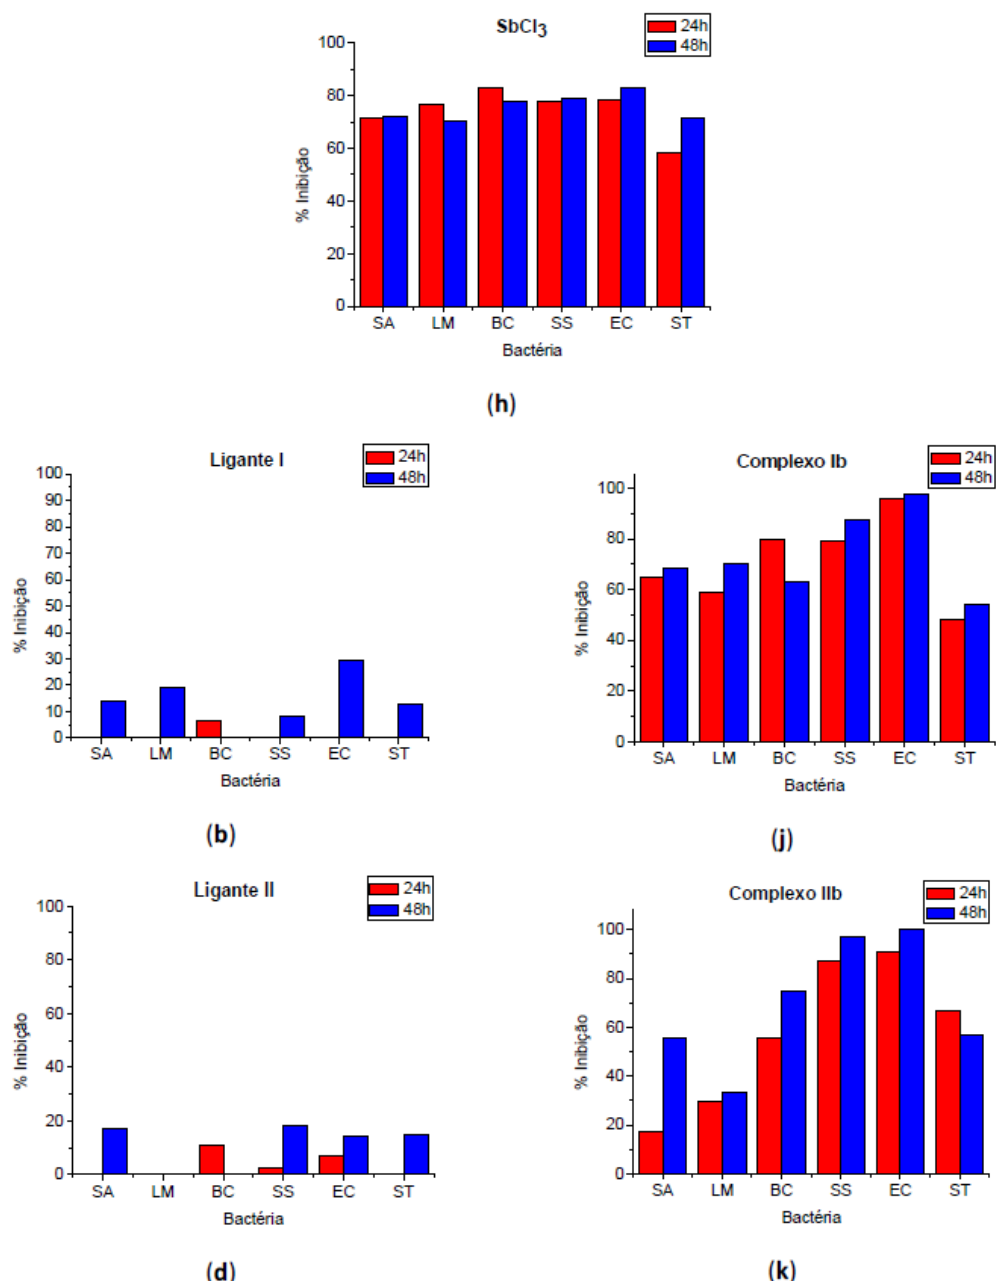 SbCl3
24h
48h
100
80
60
40
20
0
% Inibição
SA LM BC SS EC ST
Bactéria
(h)
Ligante I
24h
48h
100
90
80
70
60
50
40
30
20
10
0
% Inibição
SA LM BC SS EC ST
Bactéria
(b)
Complexo Ib
24h
48h
100
80
60
40
20
0
% Inibição
SA LM BC SS EC ST
Bactéria
(j)
Ligante II
24h
48h
100
80
60
40
20
0
% Inibição
SA LM BC SS EC ST
Bactéria
(d)
Complexo IIb
24h
48h
100
80
60
40
20
0
% Inibição
SA LM BC SS EC ST
Bactéria
(k)